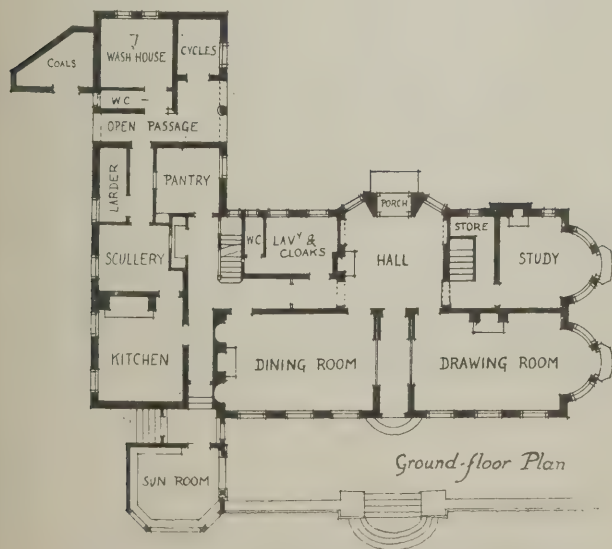 COALS
WASH HOUSE
CYCLES
WC
OPEN PASSAGE
LARDER
PANTRY
SCULLERY
WC
LAVY &
CLOAKS
PORCH
HALL
STORE
STUDY
KITCHEN
DINING ROOM
DRAWING ROOM
SUN ROOM
Ground-floor Plan